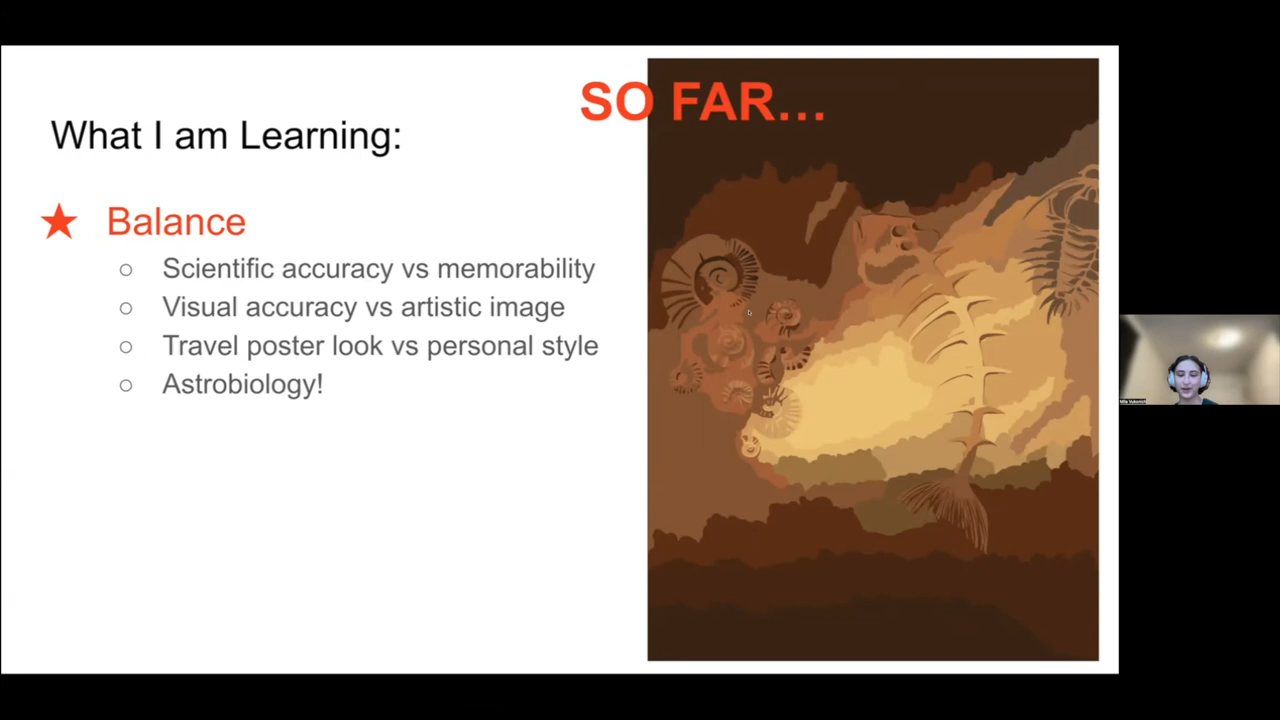 SO FAR...
What I am Learning:
★ Balance
○ Scientific accuracy vs memorability
○ Visual accuracy vs artistic image
○ Travel poster look vs personal style
○ Astrobiology!